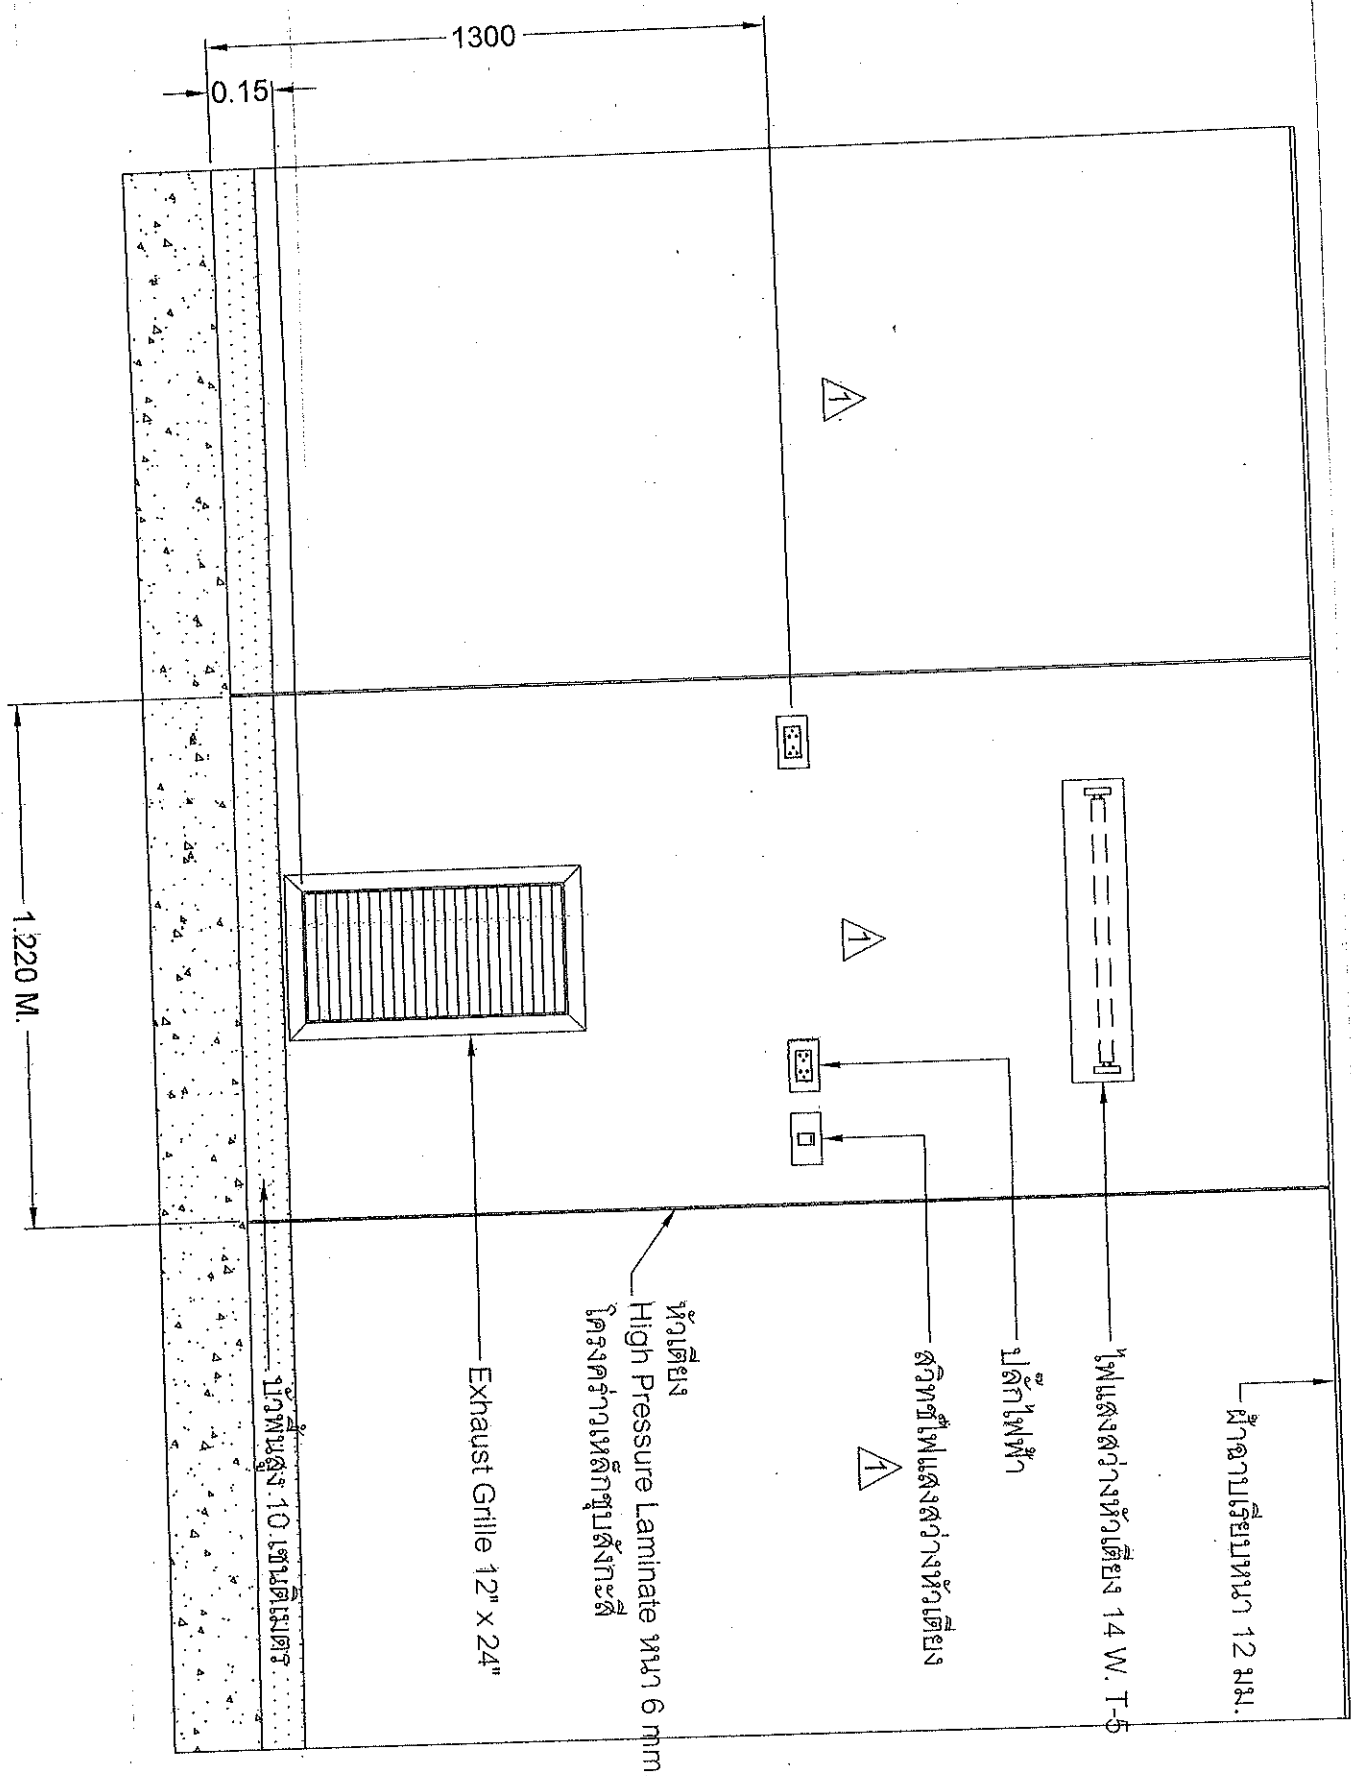 ฝ้าฉาบเรียบหนา 12 มม.
ไฟแสงสว่างหัวเตียง 14 W. T-5
ปลั๊กไฟฟ้า
สวิทซ์ไฟแสงสว่างหัวเตียง
1
1
1
หัวเตียง
High Pressure Laminate หนา 6 mm
โครงคร่าวเหล็กชุบสังกะสี
Exhaust Grille 12" x 24"
บัวพื้นสูง 10 เซนติเมตร
1300
0.15
1.220 M.